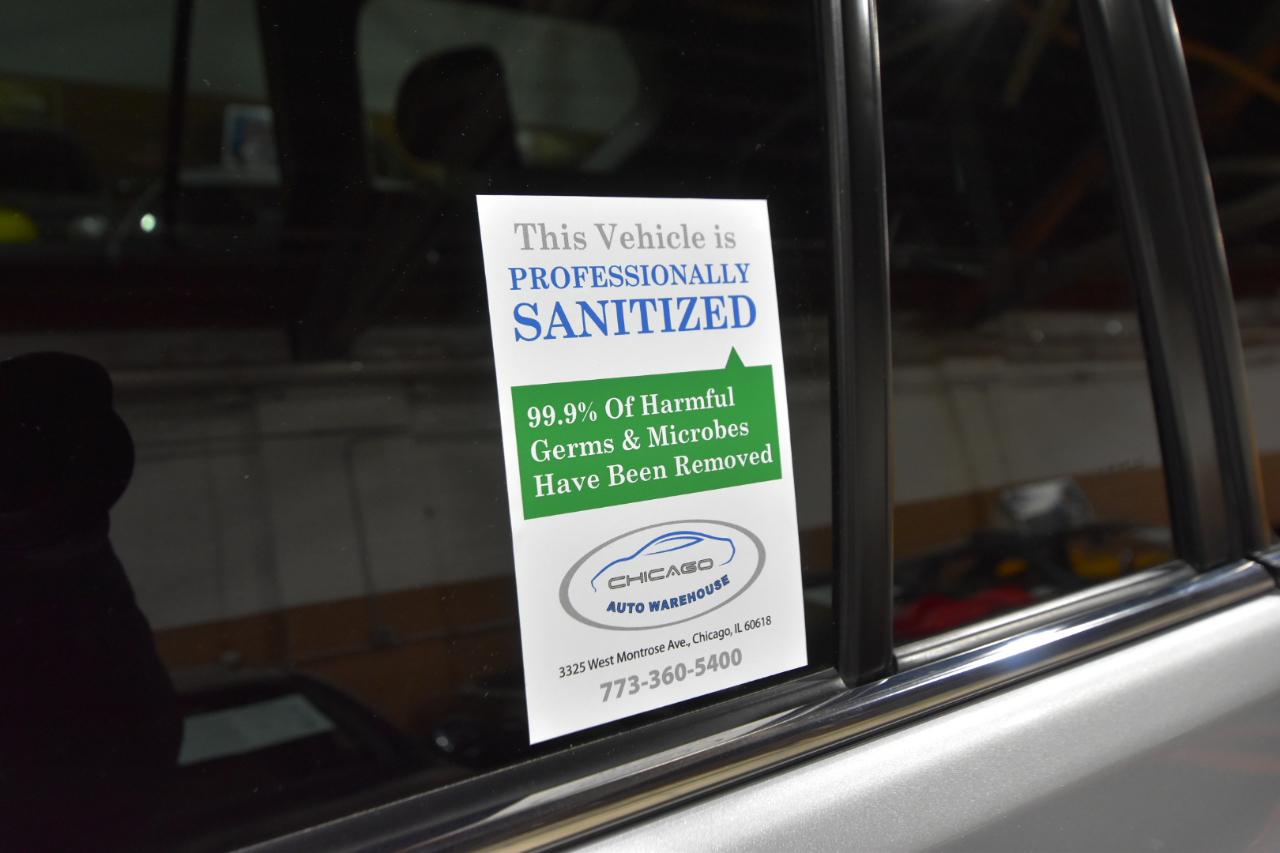 This Vehicle is
PROFESSIONALLY
SANITIZED
99.9% Of Harmful
Germs & Microbes
Have Been Removed
CHICAGO
AUTO WAREHOUSE
3325 West Montrose Ave., Chicago, IL 60618
773-360-5400